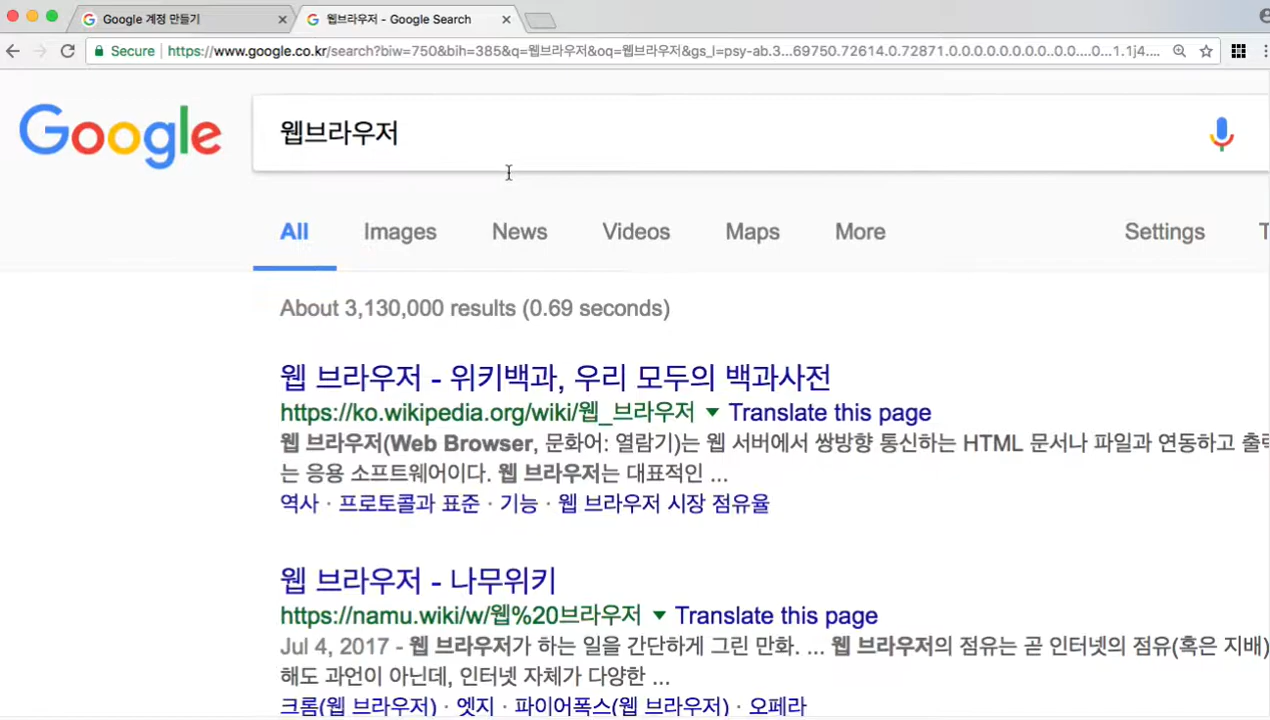 Google 계정 만들기
웹브라우저 - Google Search
Secure https://www.google.co.kr/search?biw=750&bih=385&q=웹브라우저&oq=웹브라우저&gs_l=psy-ab.3...69750.72614.0.72871.0.0.0.0.0.0.0.0..0.0....0...1.1j4....
Google
웹브라우저
All Images News Videos Maps More Settings T
About 3,130,000 results (0.69 seconds)
웹 브라우저 - 위키백과, 우리 모두의 백과사전
https://ko.wikipedia.org/wiki/웹_브라우저 ▼ Translate this page
웹 브라우저(Web Browser, 문화어: 열람기)는 웹 서버에서 쌍방향 통신하는 HTML 문서나 파일과 연동하고 출력
는 응용 소프트웨어이다. 웹 브라우저는 대표적인 ...
역사 · 프로토콜과 표준 · 기능 · 웹 브라우저 시장 점유율
웹 브라우저 - 나무위키
https://namu.wiki/w/웹%20브라우저 ▼ Translate this page
Jul 4, 2017 - 웹 브라우저가 하는 일을 간단하게 그린 만화. ... 웹 브라우저의 점유는 곧 인터넷의 점유(혹은 지배)
해도 과언이 아닌데, 인터넷 자체가 다양한 ...
크롬(웹 브라우저) · 엣지 · 파이어폭스(웹 브라우저) · 오페라